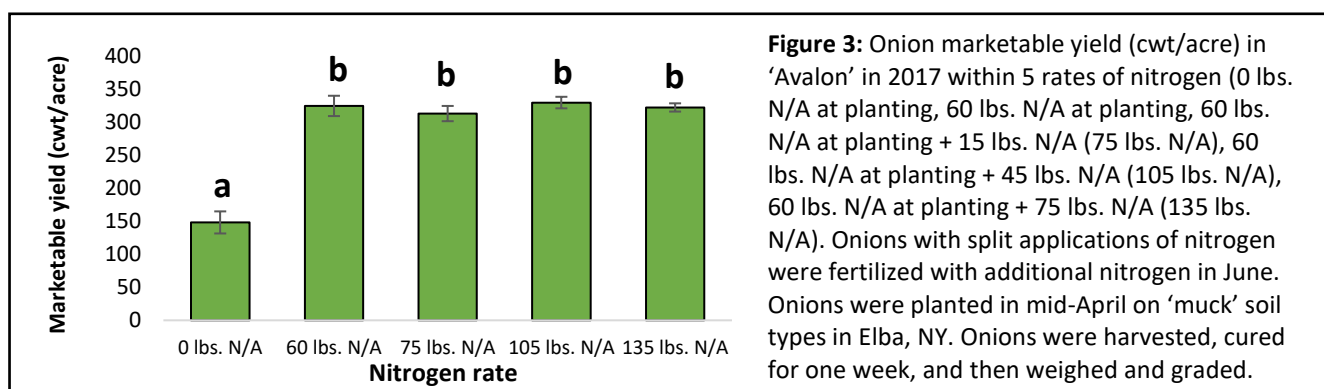 Marketable yield (cwt/acre)
400
350
300
250
200
150
100
50
0
a
b
b
b
b
0 lbs. N/A
60 lbs. N/A
75 lbs. N/A
105 lbs. N/A
135 lbs. N/A
Nitrogen rate
Figure 3: Onion marketable yield (cwt/acre) in
‘Avalon’ in 2017 within 5 rates of nitrogen (0 lbs.
N/A at planting, 60 lbs. N/A at planting, 60 lbs.
N/A at planting + 15 lbs. N/A (75 lbs. N/A), 60
lbs. N/A at planting + 45 lbs. N/A (105 lbs. N/A),
60 lbs. N/A at planting + 75 lbs. N/A (135 lbs.
N/A). Onions with split applications of nitrogen
were fertilized with additional nitrogen in June.
Onions were planted in mid-April on ‘muck’ soil
types in Elba, NY. Onions were harvested, cured
for one week, and then weighed and graded.